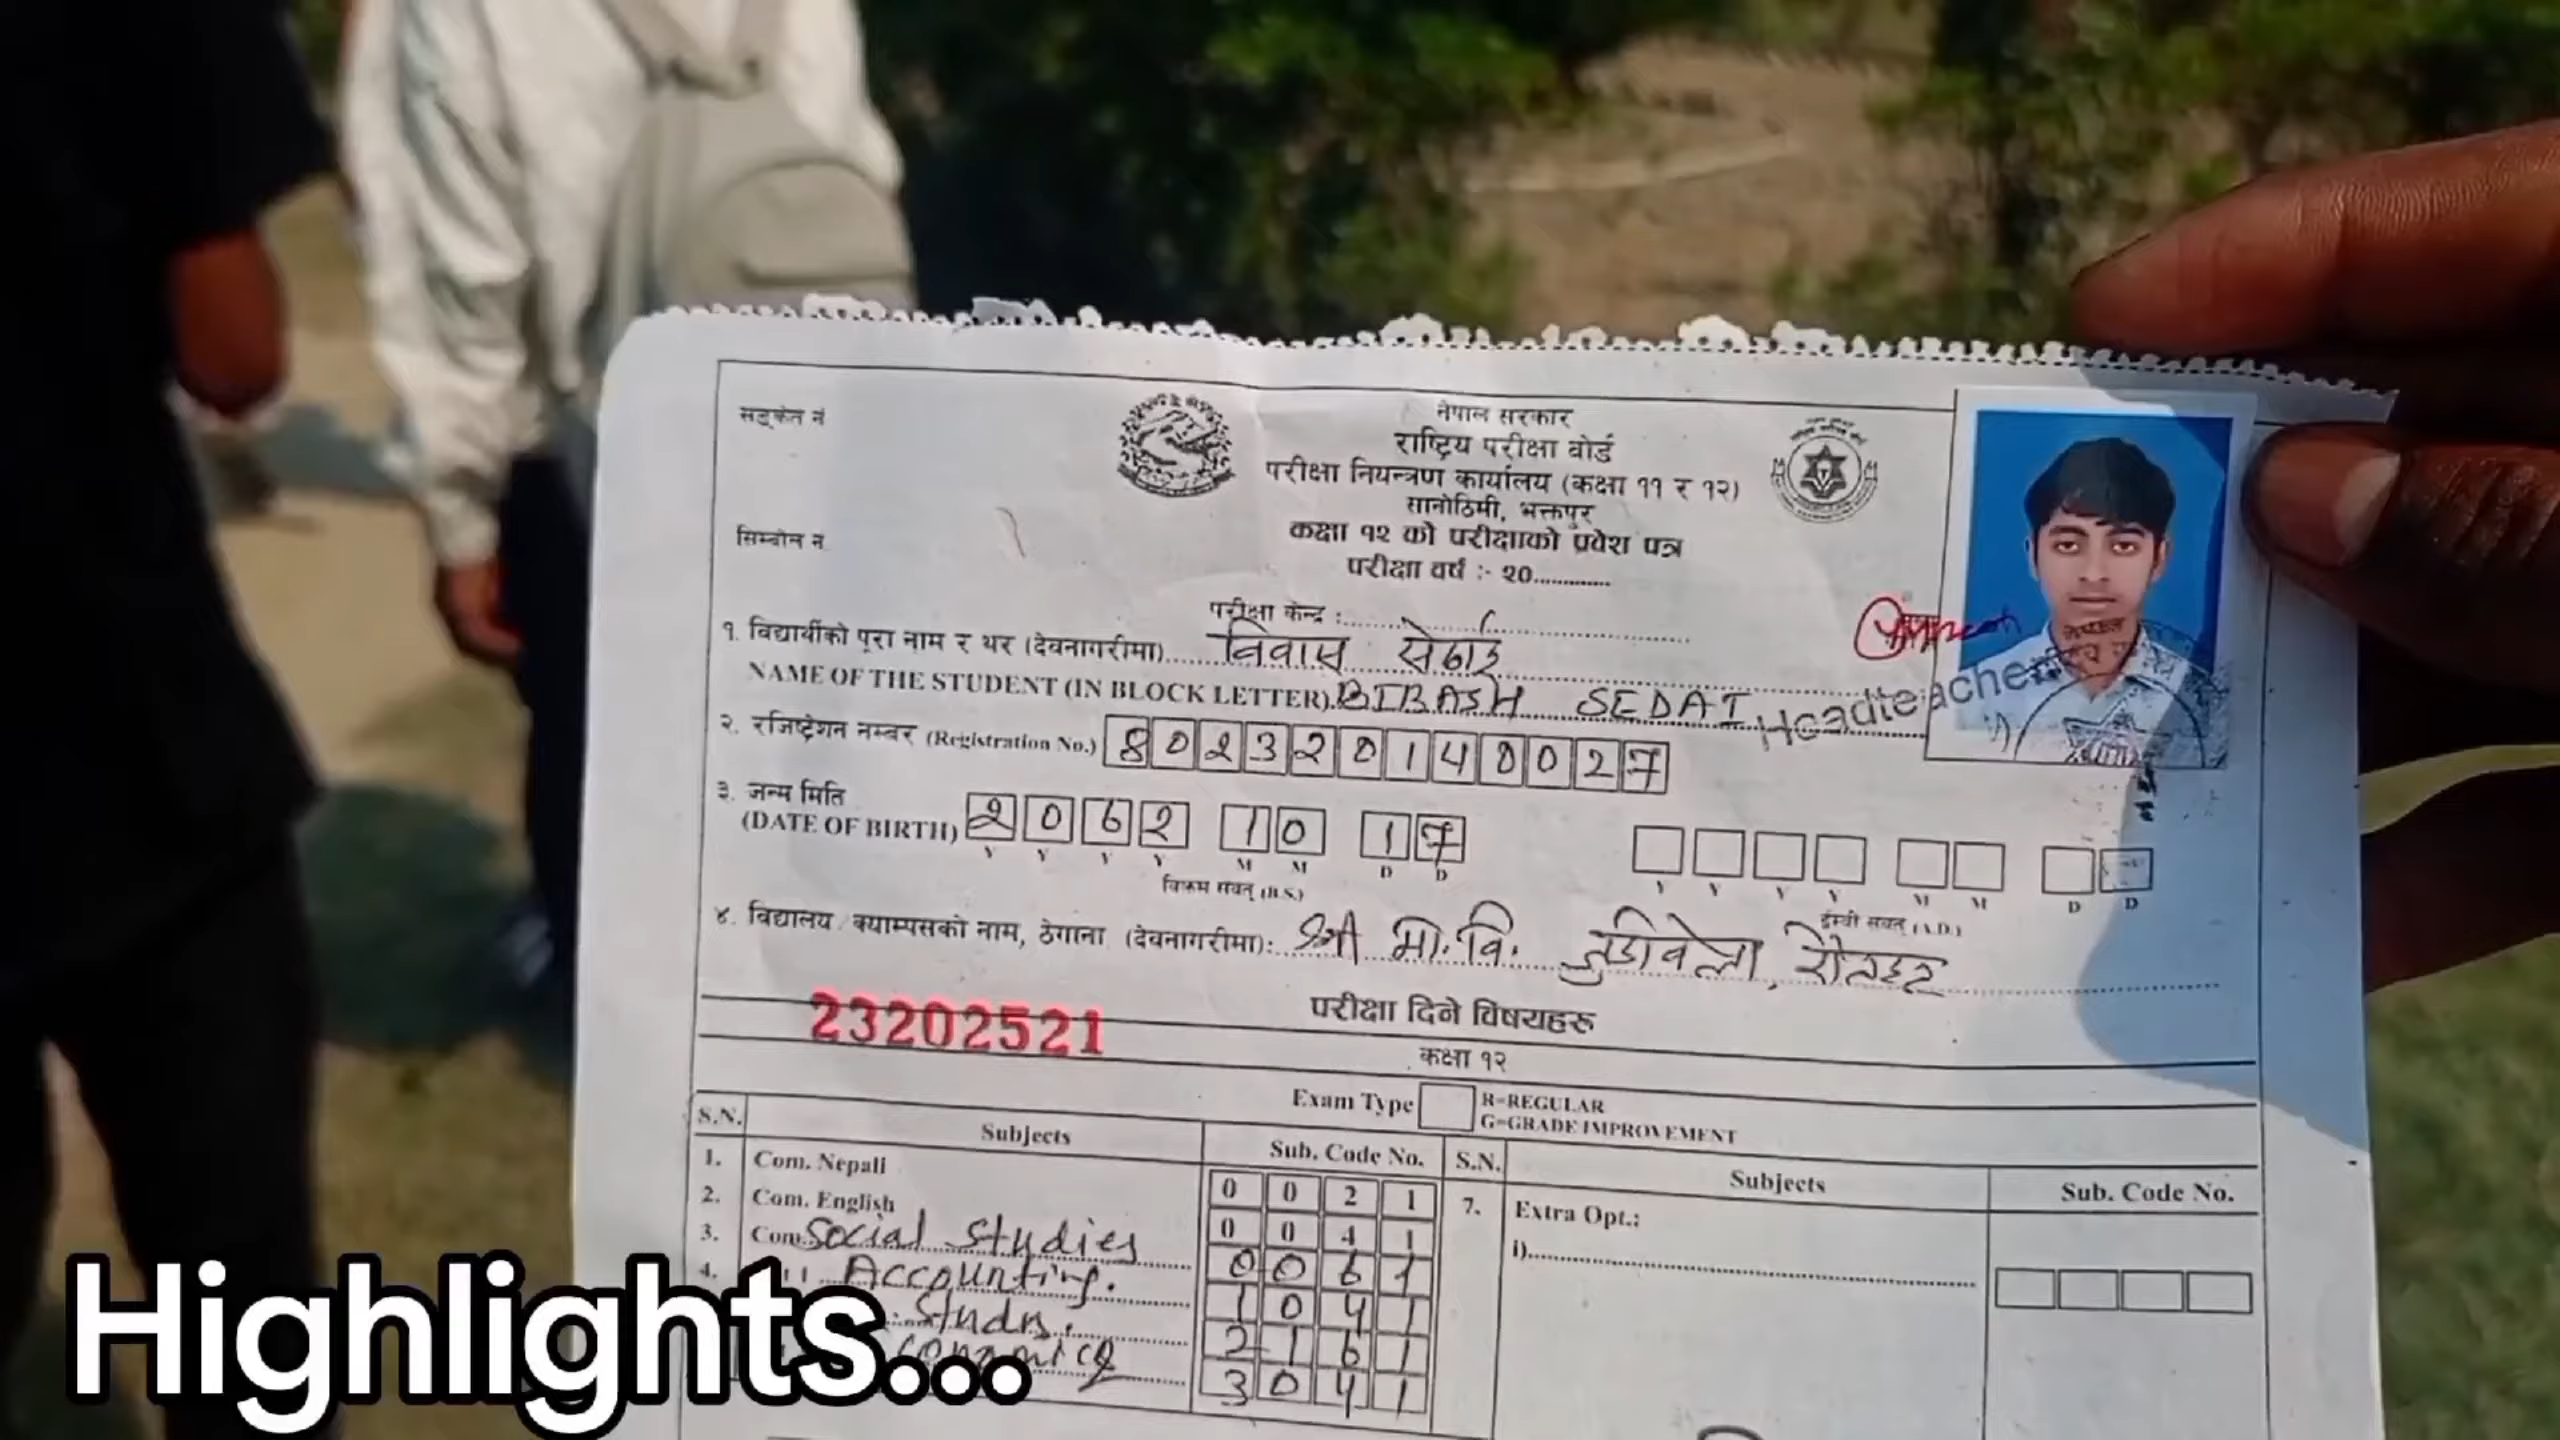 सङ्केत नं
नेपाल सरकार
राष्ट्रिय परीक्षा बोर्ड
परीक्षा नियन्त्रण कार्यालय (कक्षा ११ र १२)
सानोठिमी, भक्तपुर
सिम्बोल नं
कक्षा १२ को परीक्षाको प्रवेश पत्र
परीक्षा वर्ष :- २०............
परीक्षा केन्द्र :
१. विद्यार्थीको पूरा नाम र थर (देवनागरीमा) विवास सेढाई
NAME OF THE STUDENT (IN BLOCK LETTER). BIBASH SEDAI
Headteacher
२. रजिष्ट्रेशन नम्बर (Registration No.) 802320140027
३. जन्म मिति
(DATE OF BIRTH) 2062 10 17
Y Y Y Y M M D D Y Y Y Y M M D D
विक्रम सवत् (B.S.) ईस्वी सवत् (A.D.)
४. विद्यालय/क्याम्पसको नाम, ठेगाना (देवनागरीमा): श्री मा.वि. जुडीवेला, रौतहट
23202521
परीक्षा दिने विषयहरू
कक्षा १२
Exam Type R=REGULAR
G=GRADE IMPROVEMENT
S.N. Subjects Sub. Code No. S.N. Subjects Sub. Code No.
1. Com. Nepali 0 0 2 1 7. Extra Opt.:
2. Com. English 0 0 4 1 i)
3. Com. Social Studies 0 0 6 1
4. Accounting. 1 0 4 1
Studs. 2 1 6 1
3 0 4 1
Highlights...